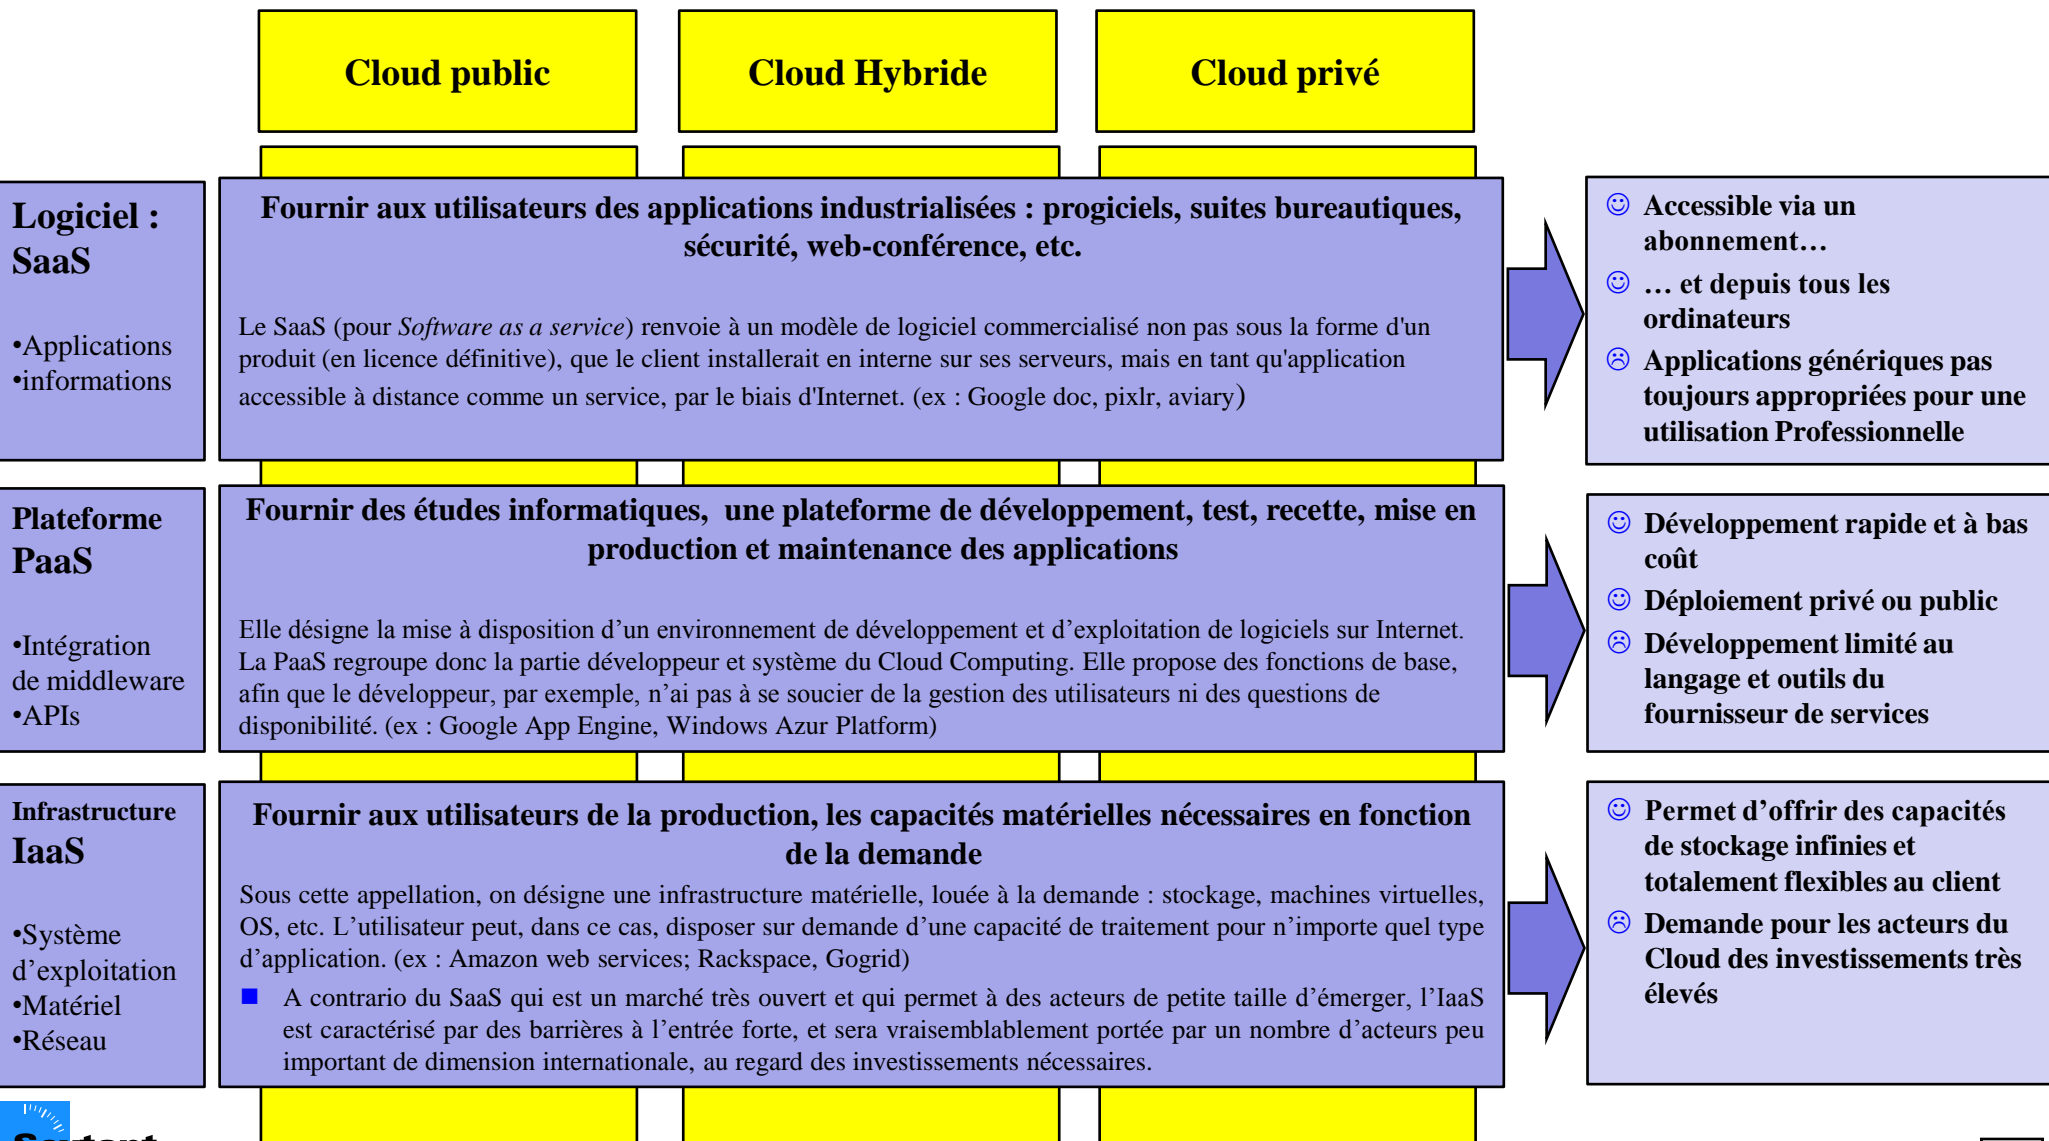 Cloud public
Cloud Hybride
Cloud privé
Logiciel :
SaaS
•Applications
•informations
Fournir aux utilisateurs des applications industrialisées : progiciels, suites bureautiques,
sécurité, web-conférence, etc.
Le SaaS (pour Software as a service) renvoie à un modèle de logiciel commercialisé non pas sous la forme d'un
produit (en licence définitive), que le client installerait en interne sur ses serveurs, mais en tant qu'application
accessible à distance comme un service, par le biais d'Internet. (ex : Google doc, pixlr, aviary)
☺ Accessible via un
abonnement…
☺ … et depuis tous les
ordinateurs
☹ Applications génériques pas
toujours appropriées pour une
utilisation Professionnelle
Plateforme
PaaS
•Intégration
de middleware
•APIs
Fournir des études informatiques, une plateforme de développement, test, recette, mise en
production et maintenance des applications
Elle désigne la mise à disposition d’un environnement de développement et d’exploitation de logiciels sur Internet.
La PaaS regroupe donc la partie développeur et système du Cloud Computing. Elle propose des fonctions de base,
afin que le développeur, par exemple, n’ai pas à se soucier de la gestion des utilisateurs ni des questions de
disponibilité. (ex : Google App Engine, Windows Azur Platform)
☺ Développement rapide et à bas
coût
☺ Déploiement privé ou public
☹ Développement limité au
langage et outils du
fournisseur de services
Infrastructure
IaaS
•Système
d’exploitation
•Matériel
•Réseau
Fournir aux utilisateurs de la production, les capacités matérielles nécessaires en fonction
de la demande
Sous cette appellation, on désigne une infrastructure matérielle, louée à la demande : stockage, machines virtuelles,
OS, etc. L’utilisateur peut, dans ce cas, disposer sur demande d’une capacité de traitement pour n’importe quel type
d’application. (ex : Amazon web services; Rackspace, Gogrid)
■ A contrario du SaaS qui est un marché très ouvert et qui permet à des acteurs de petite taille d’émerger, l’IaaS
est caractérisé par des barrières à l’entrée forte, et sera vraisemblablement portée par un nombre d’acteurs peu
important de dimension internationale, au regard des investissements nécessaires.
☺ Permet d’offrir des capacités
de stockage infinies et
totalement flexibles au client
☹ Demande pour les acteurs du
Cloud des investissements très
élevés